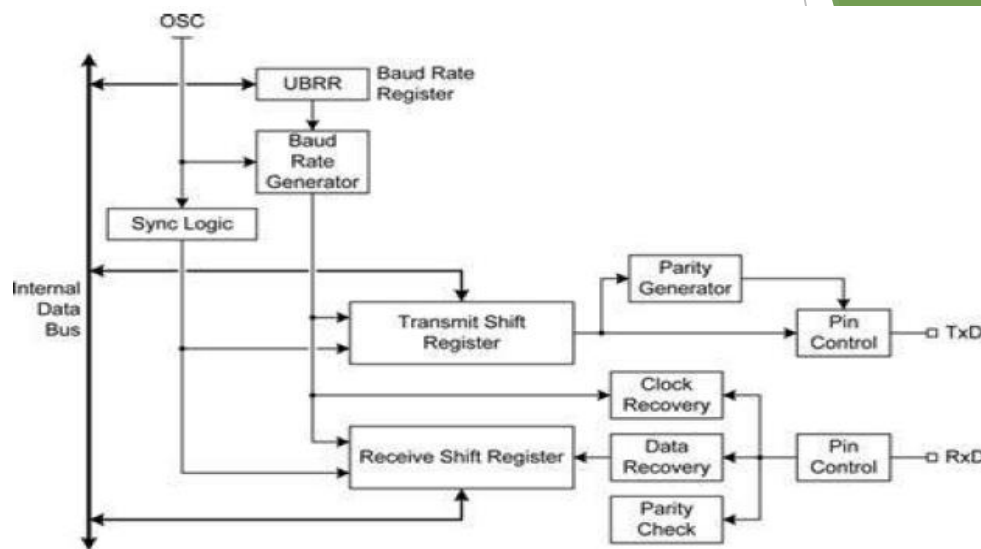 OSC
UBRR
Baud Rate
Register
Baud
Rate
Generator
Sync Logic
Internal
Data
Bus
Parity
Generator
Transmit Shift
Register
Pin
Control
TxD
Clock
Recovery
Receive Shift Register
Data
Recovery
Pin
Control
RxD
Parity
Check